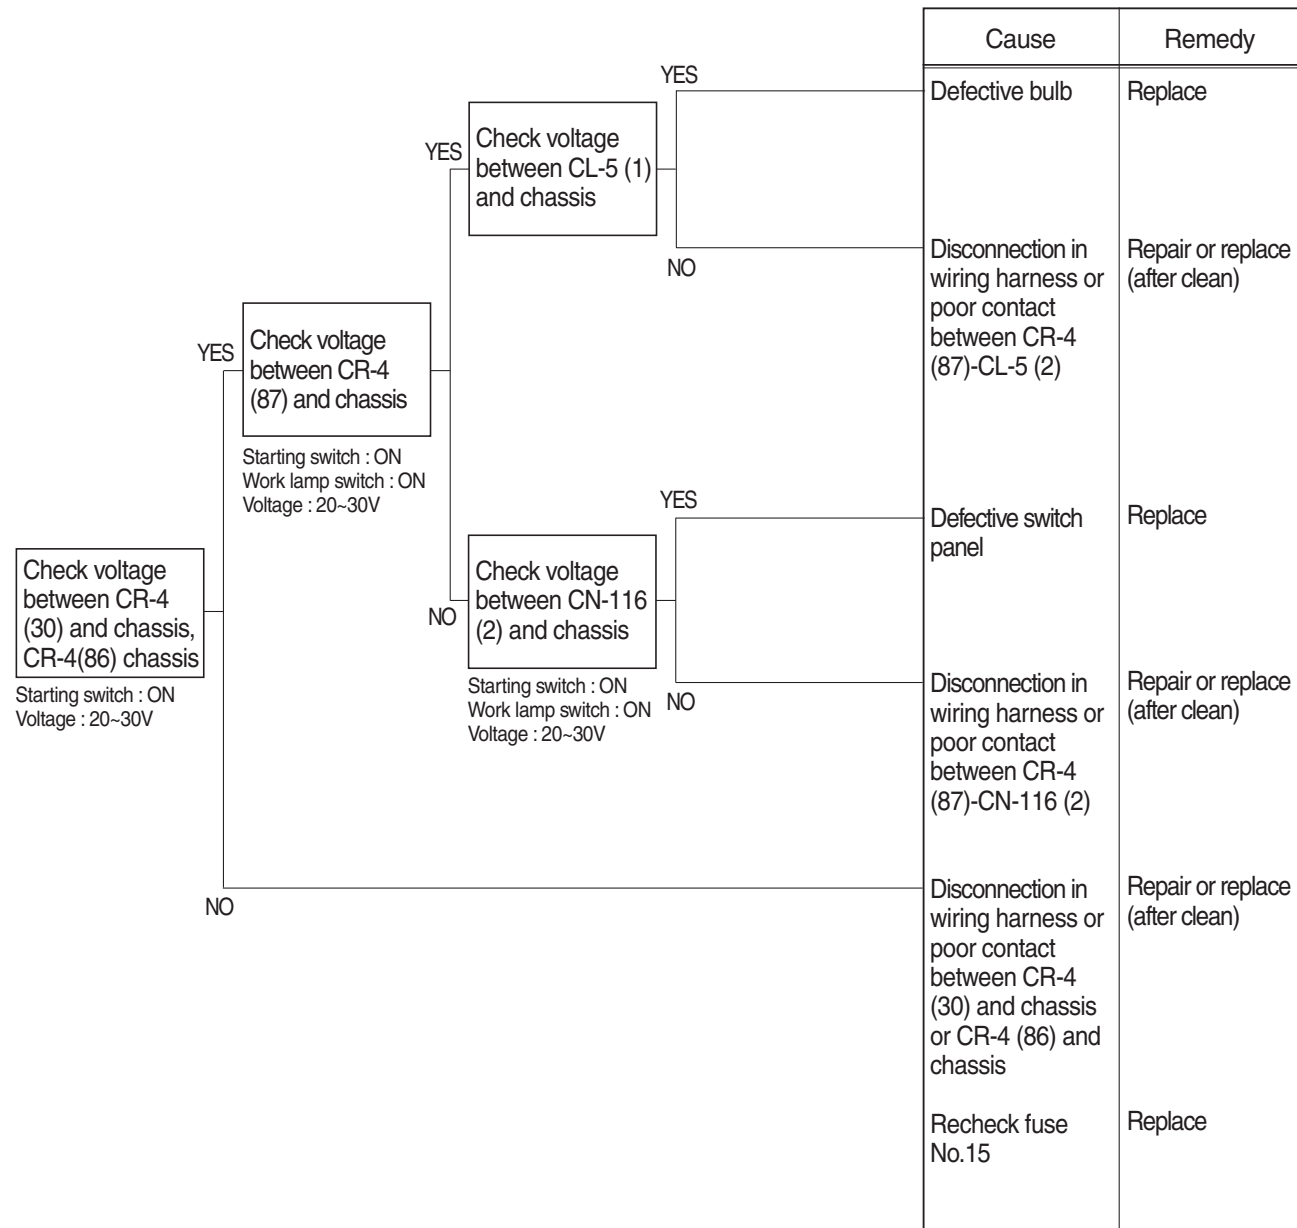 Cause
Remedy
YES
Defective bulb
Replace
YES
Check voltage
between CL-5 (1)
and chassis
NO
Disconnection in
wiring harness or
poor contact
between CR-4
(87)-CL-5 (2)
Repair or replace
(after clean)
YES
Check voltage
between CR-4
(87) and chassis
Starting switch : ON
Work lamp switch : ON
Voltage : 20~30V
YES
Defective switch
panel
Replace
Check voltage
between CR-4
(30) and chassis,
CR-4(86) chassis
Starting switch : ON
Voltage : 20~30V
NO
Check voltage
between CN-116
(2) and chassis
Starting switch : ON
Work lamp switch : ON
Voltage : 20~30V
NO
Disconnection in
wiring harness or
poor contact
between CR-4
(87)-CN-116 (2)
Repair or replace
(after clean)
NO
Disconnection in
wiring harness or
poor contact
between CR-4
(30) and chassis
or CR-4 (86) and
chassis
Repair or replace
(after clean)
Recheck fuse
No.15
Replace